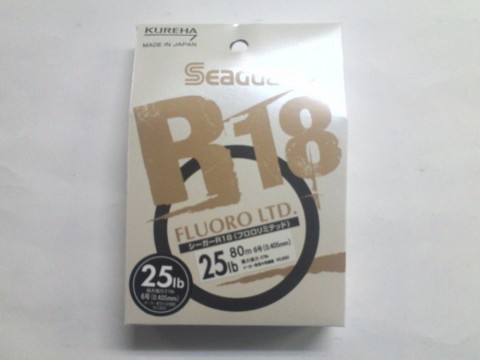 KUREHA
MADE IN JAPAN
Seaguar
R18
FLUORO LTD.
シーガーR18(フロロリミテッド)
80m 6号(0.405mm)
25lb
25lb
6号(0.405mm)